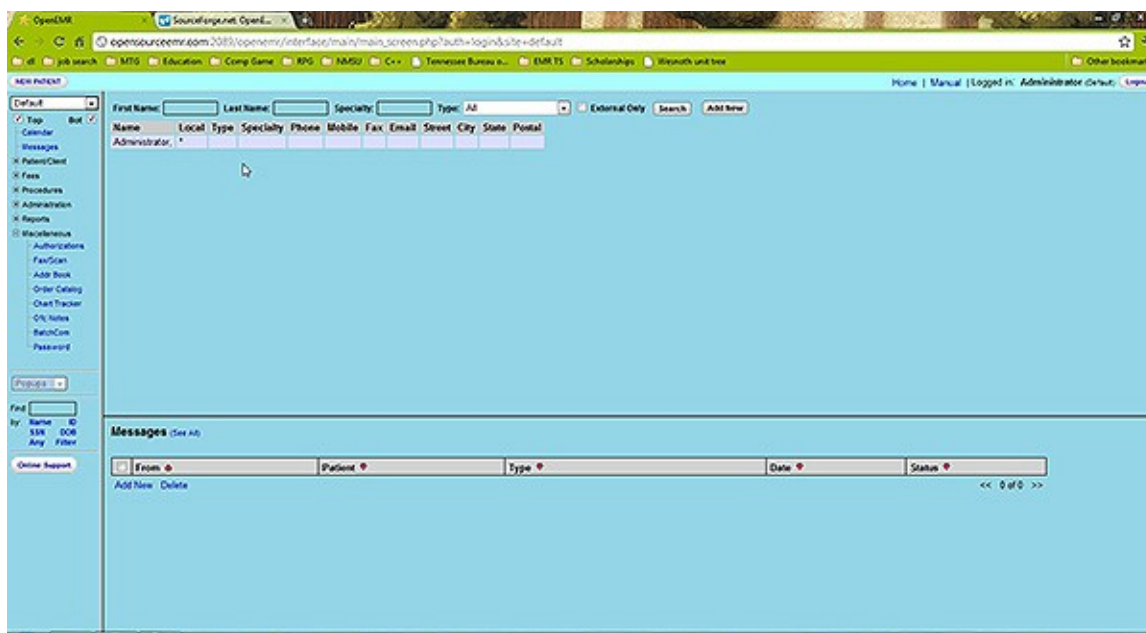 OpenEMR
SourceForge.net: OpenE...
opensourceemr.com:2089/openemr/interface/main/main_screen.php?auth=login&site=default
job search MTG Education Comp Game RPG NMSU C++ Tennessee Bureau o... EMR TS Scholarships Wesnoth unit tree Other bookmar
NEW PATIENT
Home | Manual | Logged in: Administrator (Default)
Default
Top Bot
Calendar
Messages
Patient/Client
Fees
Procedures
Administration
Reports
Miscellaneous
Authorizations
Fax/Scan
Addr Book
Order Catalog
Chart Tracker
Ofc Notes
BatchCom
Password
Popups
Find
by: Name ID
SSN DOB
Any Filter
Online Support
First Name: Last Name: Specialty: Type: All External Only Search Add New
Name Local Type Specialty Phone Mobile Fax Email Street City State Postal
Administrator, *
Messages (See All)
From Patient Type Date Status
Add New Delete << 0 of 0 >>